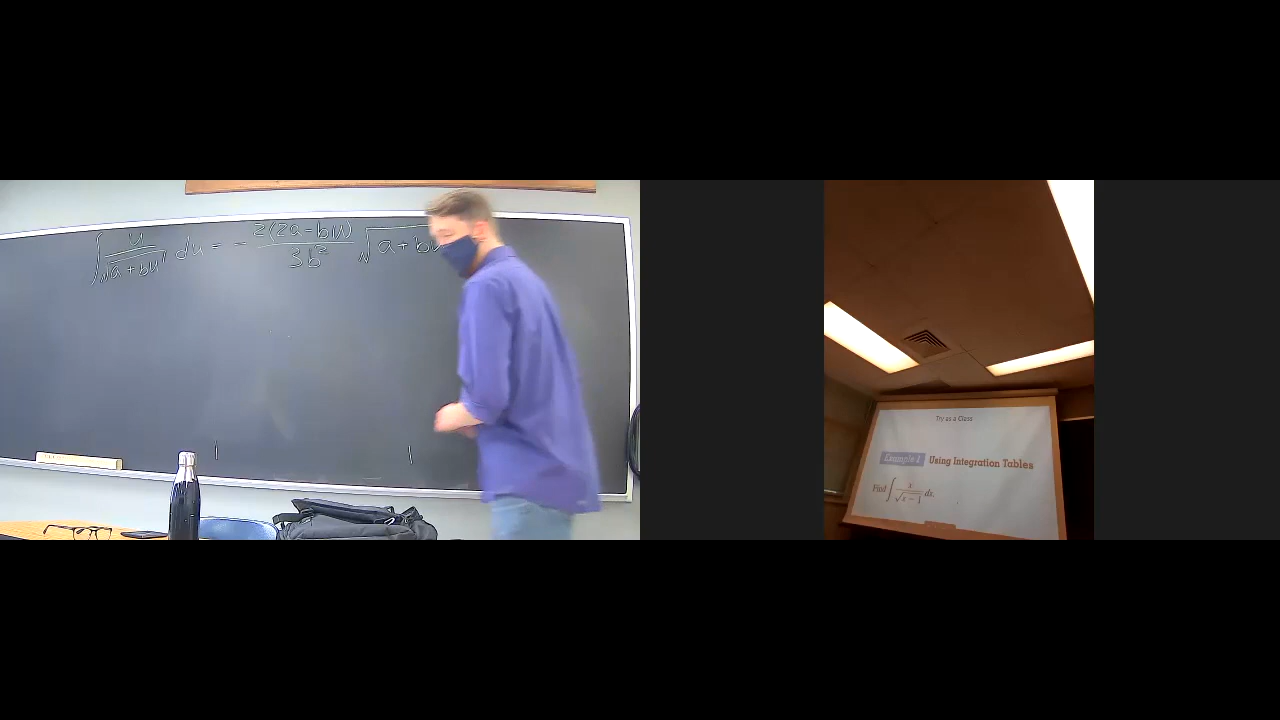 ∫ u/√(a+bu) du = - 2(2a-bu)/3b² √(a+bu
Try as a Class
Example 1 Using Integration Tables
Find ∫ x/√(x-1) dx.